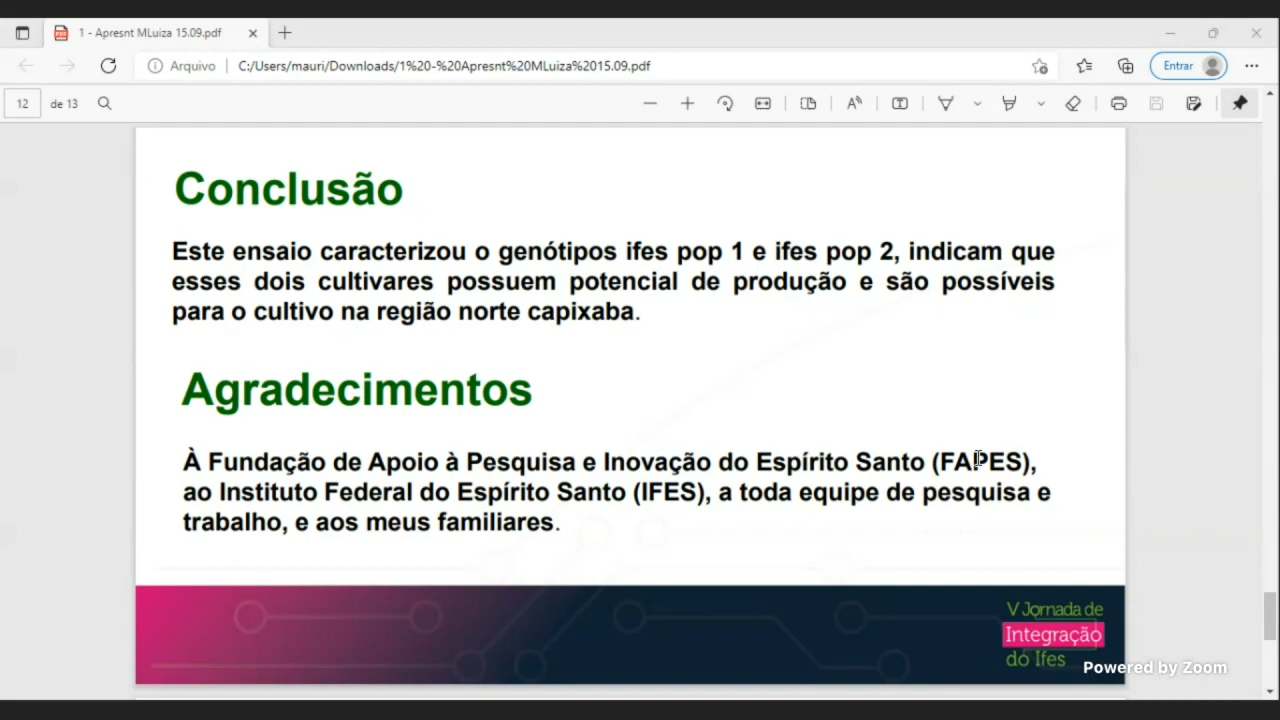 1 - Apresnt MLuiza 15.09.pdf
Arquivo
C:/Users/mauri/Downloads/1%20-%20Apresnt%20MLuiza%2015.09.pdf
Entrar
12 de 13
Conclusão
Este ensaio caracterizou o genótipos ifes pop 1 e ifes pop 2, indicam que
esses dois cultivares possuem potencial de produção e são possíveis
para o cultivo na região norte capixaba.
Agradecimentos
À Fundação de Apoio à Pesquisa e Inovação do Espírito Santo (FAPES),
ao Instituto Federal do Espírito Santo (IFES), a toda equipe de pesquisa e
trabalho, e aos meus familiares.
V Jornada de
Integração
do Ifes
Powered by Zoom